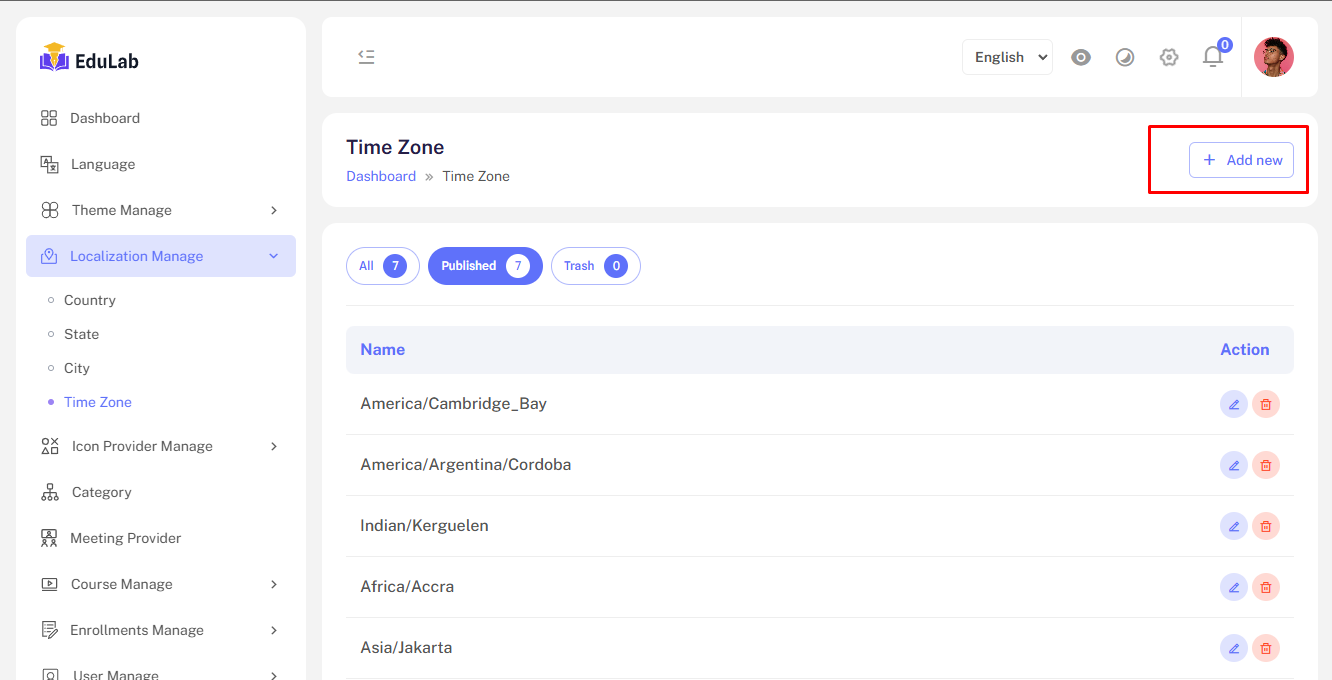 EduLab
Dashboard
Language
Theme Manage
Localization Manage
Country
State
City
Time Zone
Icon Provider Manage
Category
Meeting Provider
Course Manage
Enrollments Manage
User Manage
English
0
Time Zone
Dashboard » Time Zone
+ Add new
All 7
Published 7
Trash 0
Name Action
America/Cambridge_Bay
America/Argentina/Cordoba
Indian/Kerguelen
Africa/Accra
Asia/Jakarta